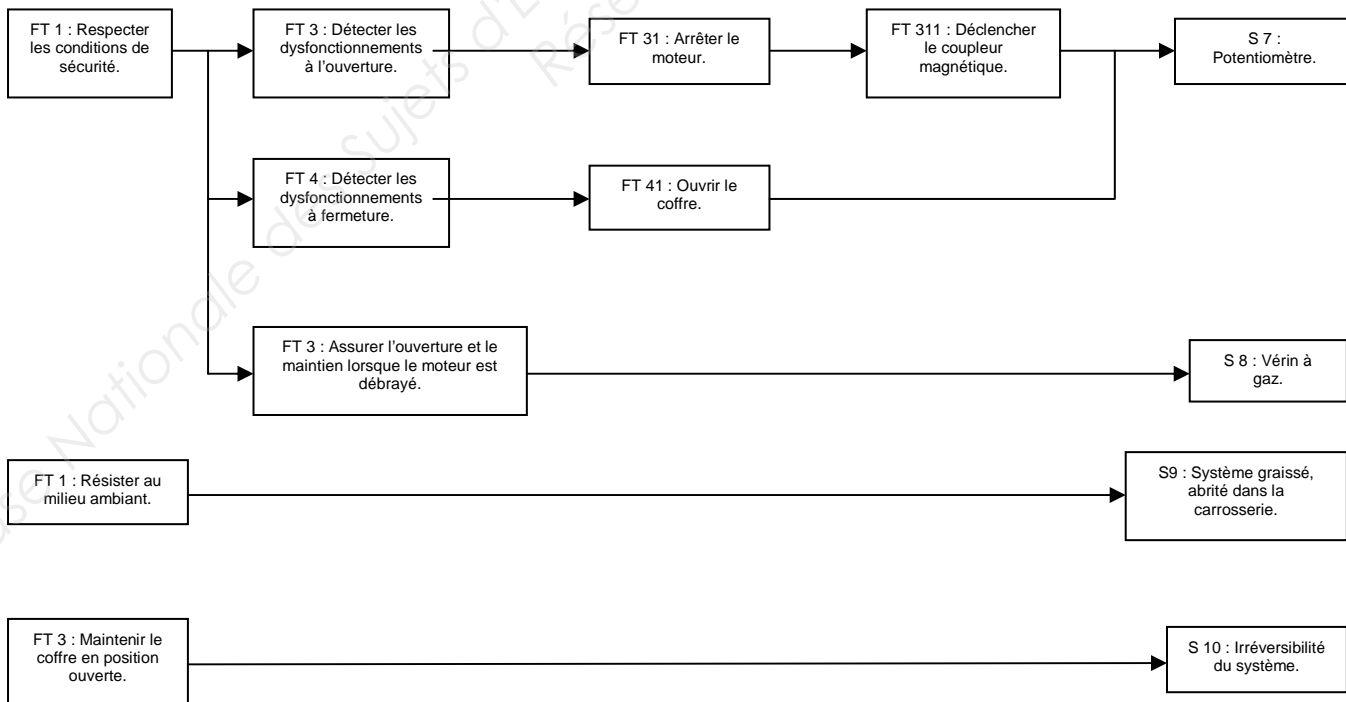 FT 1 : Respecter
les conditions de
sécurité.
FT 3 : Détecter les
dysfonctionnements
à l'ouverture.
FT 31 : Arrêter le
moteur.
FT 311 : Déclencher
le coupleur
magnétique.
S 7 :
Potentiomètre.
FT 4 : Détecter les
dysfonctionnements
à fermeture.
FT 41 : Ouvrir le
coffre.
FT 3 : Assurer l'ouverture et le
maintien lorsque le moteur est
débrayé.
S 8 : Vérin à
gaz.
FT 1 : Résister au
milieu ambiant.
S9 : Système graissé,
abrité dans la
carrosserie.
FT 3 : Maintenir le
coffre en position
ouverte.
S 10 : Irréversibilité
du système.
Nationale des Sujets d'E